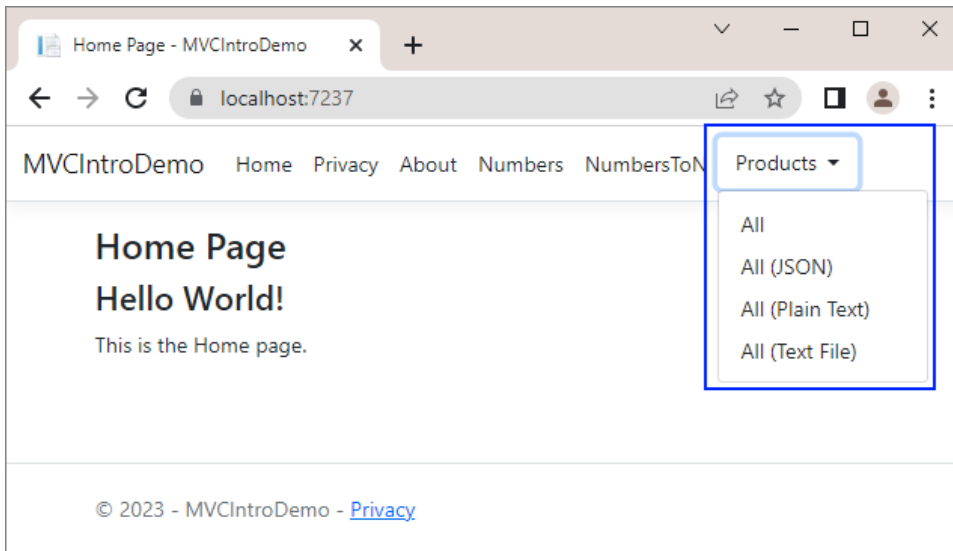 Home Page - MVCIntroDemo
localhost:7237
MVCIntroDemo Home Privacy About Numbers NumbersToN Products
All
All (JSON)
All (Plain Text)
All (Text File)
Home Page
Hello World!
This is the Home page.
© 2023 - MVCIntroDemo - Privacy